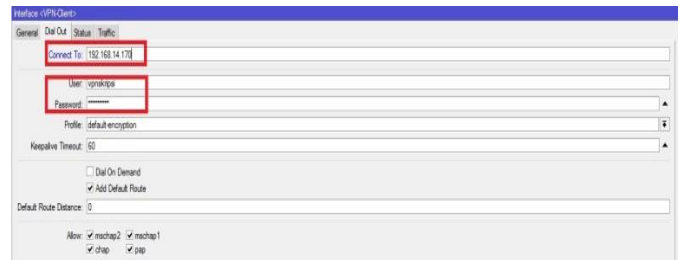 Interface <VPN-Client>
General Dial Out Status Traffic
Connect To: 192.168.14.170
User: vpnskripsi
Password: *********
Profile: default-encryption
Keepalive Timeout: 60
Dial On Demand
Add Default Route
Default Route Distance: 0
Allow: mschap2 mschap1
chap pap